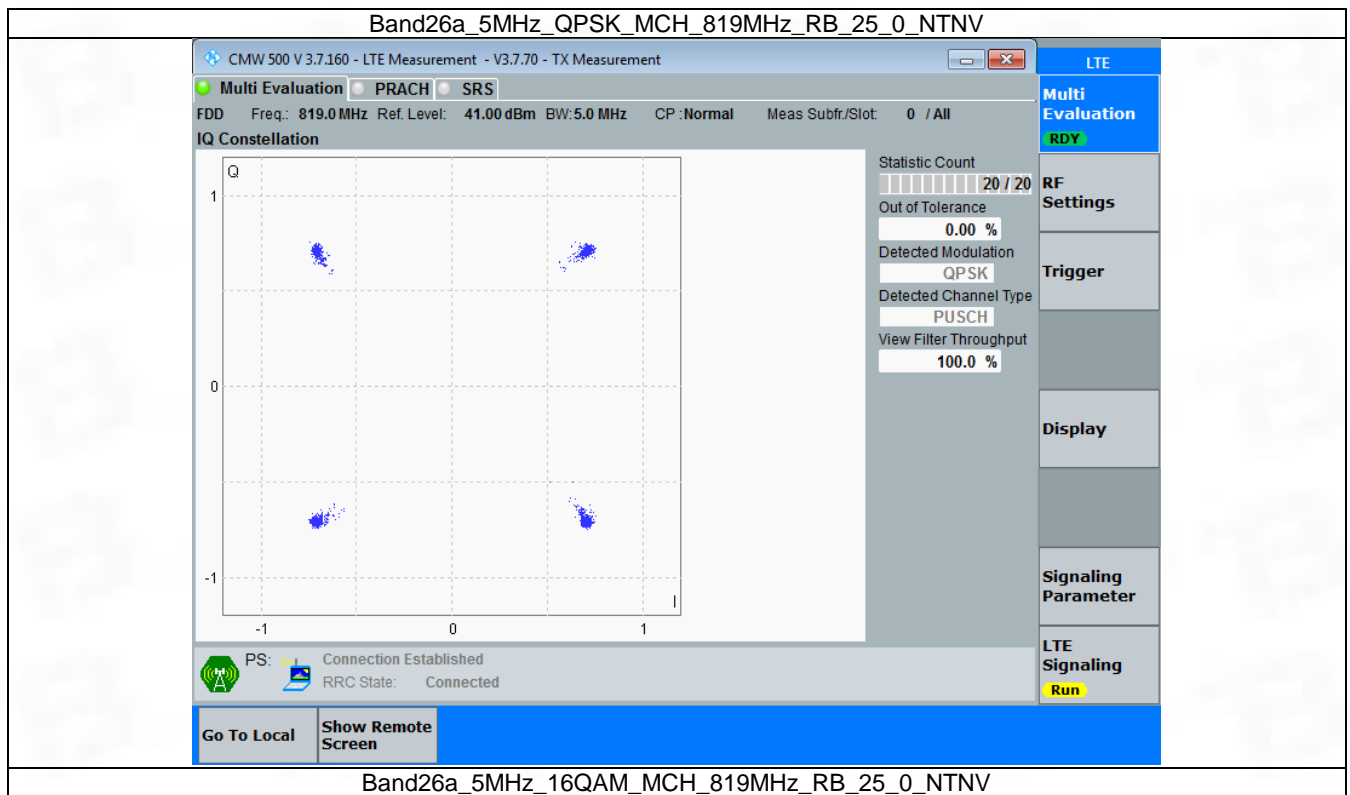 Band26a_5MHz_QPSK_MCH_819MHz_RB_25_0_NTNV
CMW 500 V 3.7.160 - LTE Measurement - V3.7.70 - TX Measurement
LTE
Multi Evaluation PRACH SRS
FDD Freq.: 819.0 MHz Ref. Level: 41.00 dBm BW: 5.0 MHz CP : Normal Meas Subfr./Slot: 0 / All
IQ Constellation
Q
1
0
-1
-1 0 1
I
Statistic Count
20 / 20
Out of Tolerance
0.00 %
Detected Modulation
QPSK
Detected Channel Type
PUSCH
View Filter Throughput
100.0 %
Multi
Evaluation
RDY
RF
Settings
Trigger
Display
Signaling
Parameter
LTE
Signaling
Run
PS: Connection Established
RRC State: Connected
Go To Local
Show Remote
Screen
Band26a_5MHz_16QAM_MCH_819MHz_RB_25_0_NTNV